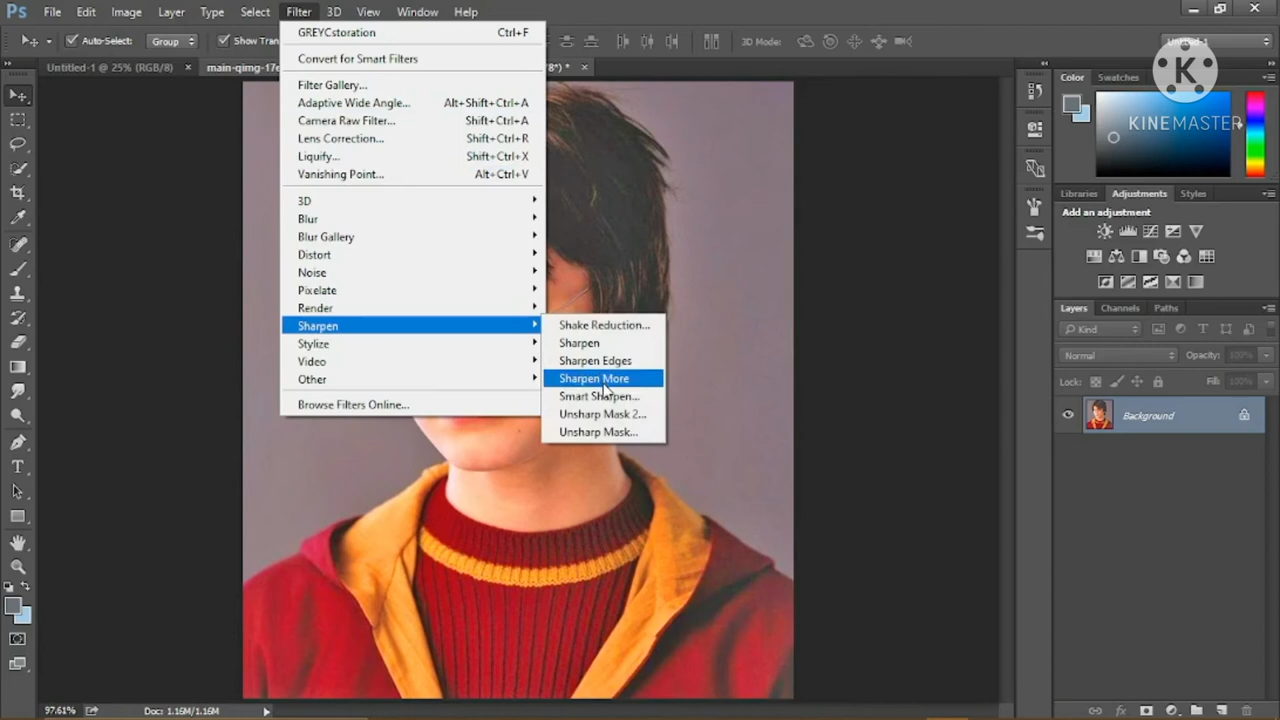 Ps File Edit Image Layer Type Select Filter 3D View Window Help
Auto-Select: Group Show Tran 3D Mode: Untitled-1
Untitled-1 @ 25% (RGB/8) × main-qimg-17e 8*) * ×
GREYCstoration Ctrl+F
Convert for Smart Filters
Filter Gallery...
Adaptive Wide Angle... Alt+Shift+Ctrl+A
Camera Raw Filter... Shift+Ctrl+A
Lens Correction... Shift+Ctrl+R
Liquify... Shift+Ctrl+X
Vanishing Point... Alt+Ctrl+V
3D
Blur
Blur Gallery
Distort
Noise
Pixelate
Render
Sharpen
Stylize
Video
Other
Browse Filters Online...
Shake Reduction...
Sharpen
Sharpen Edges
Sharpen More
Smart Sharpen...
Unsharp Mask 2...
Unsharp Mask...
K
KINEMASTER
Color Swatches
Libraries Adjustments Styles
Add an adjustment
Layers Channels Paths
Kind
Normal Opacity: 100%
Lock: Fill: 100%
Background
97.61% Doc: 1.16M/1.16M